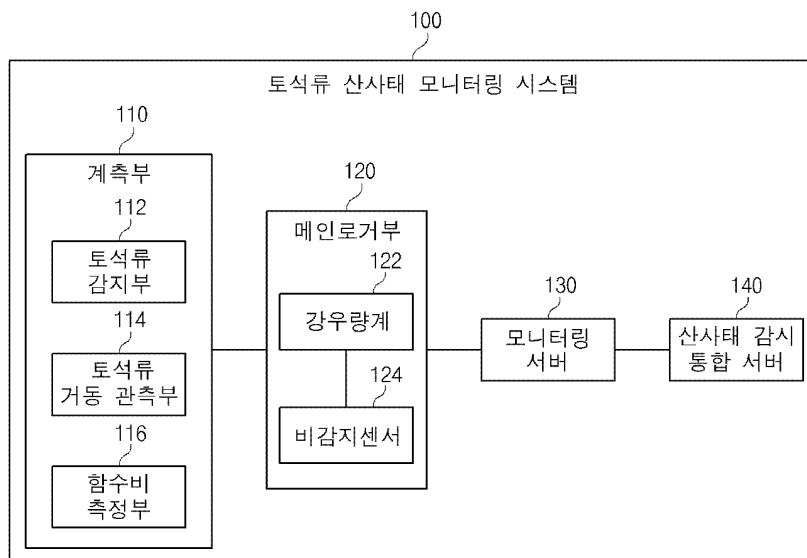 100
토석류 산사태 모니터링 시스템
110
계측부
112
토석류
감지부
114
토석류
거동 관측부
116
함수비
측정부
120
메인로거부
122
강우량계
124
비감지센서
130
모니터링
서버
140
산사태 감시
통합 서버